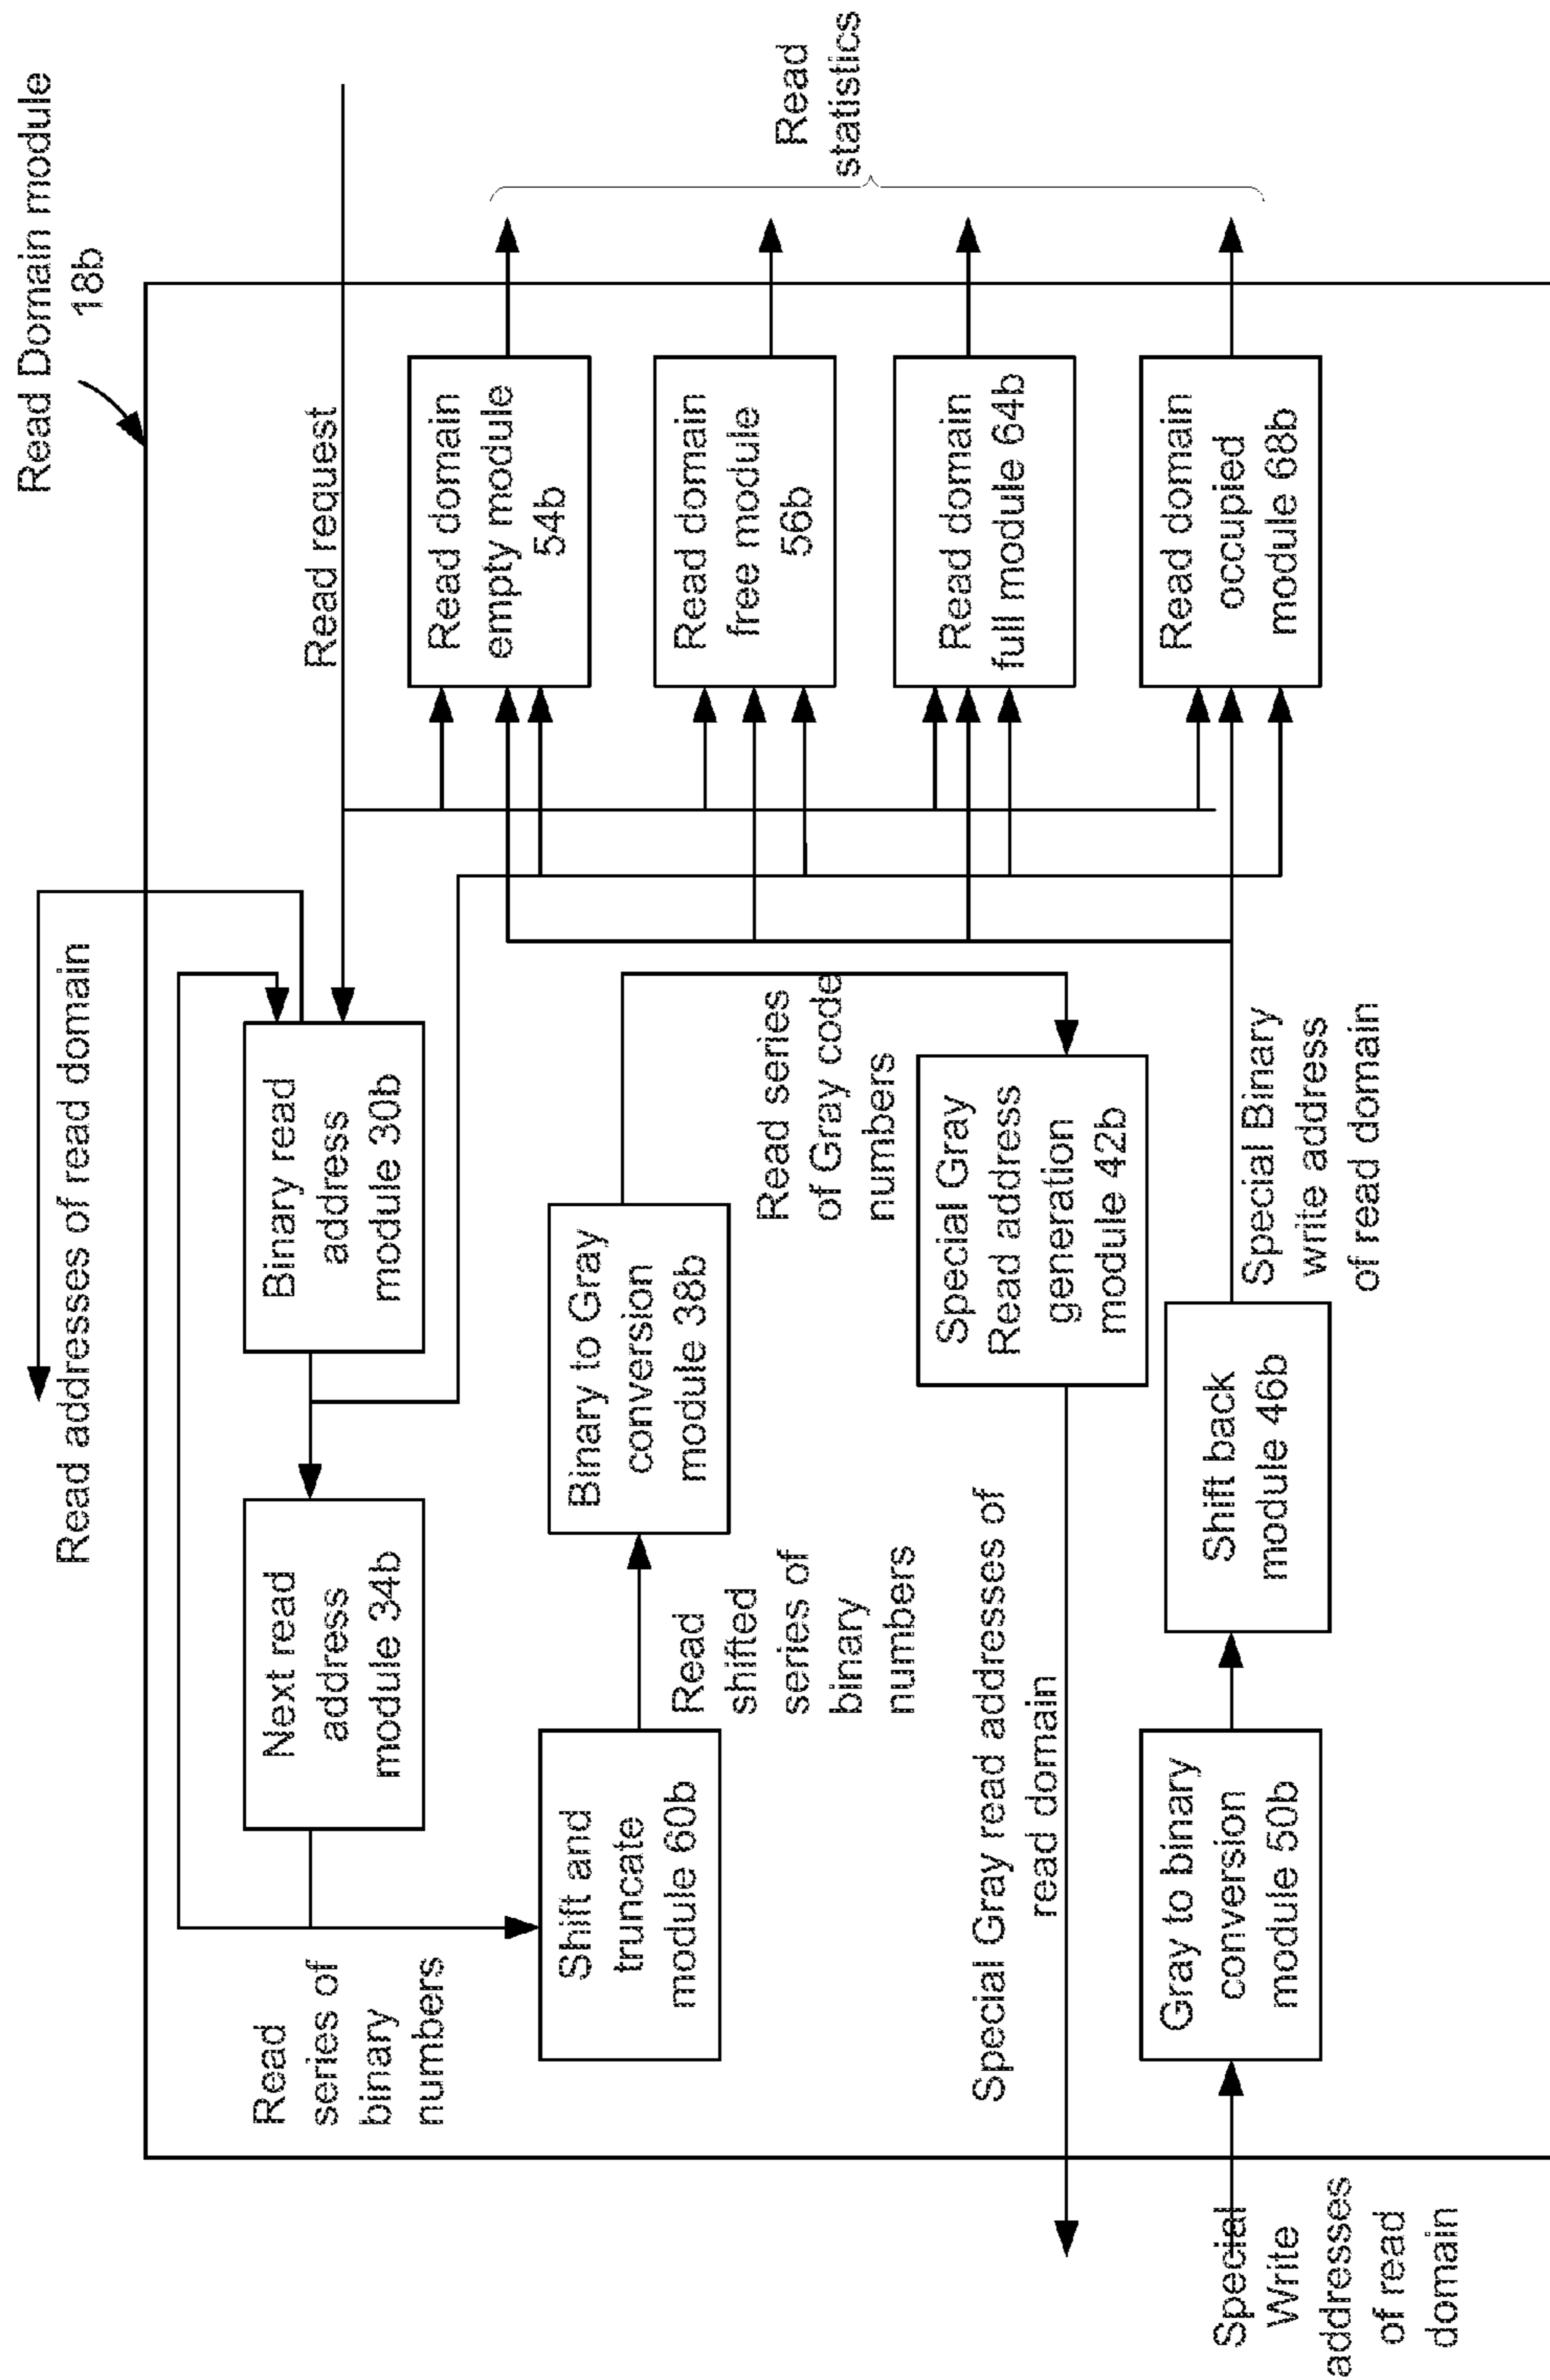 Read Domain module
18b
Read addresses of read domain
Read request
Read
series of
binary
numbers
Next read
address
module 34b
Binary read
address
module 30b
Read domain
empty module
54b
Shift and
truncate
module 60b
Read
shifted
series of
binary
numbers
Binary to Gray
conversion
module 38b
Read domain
free module
56b
Read
statistics
Read series
of Gray code
numbers
Special Gray
Read address
generation
module 42b
Read domain
full module 64b
Special Gray read addresses of
read domain
Special
Write
addresses
of read
domain
Gray to binary
conversion
module 50b
Shift back
module 46b
Special Binary
write address
of read domain
Read domain
occupied
module 68b